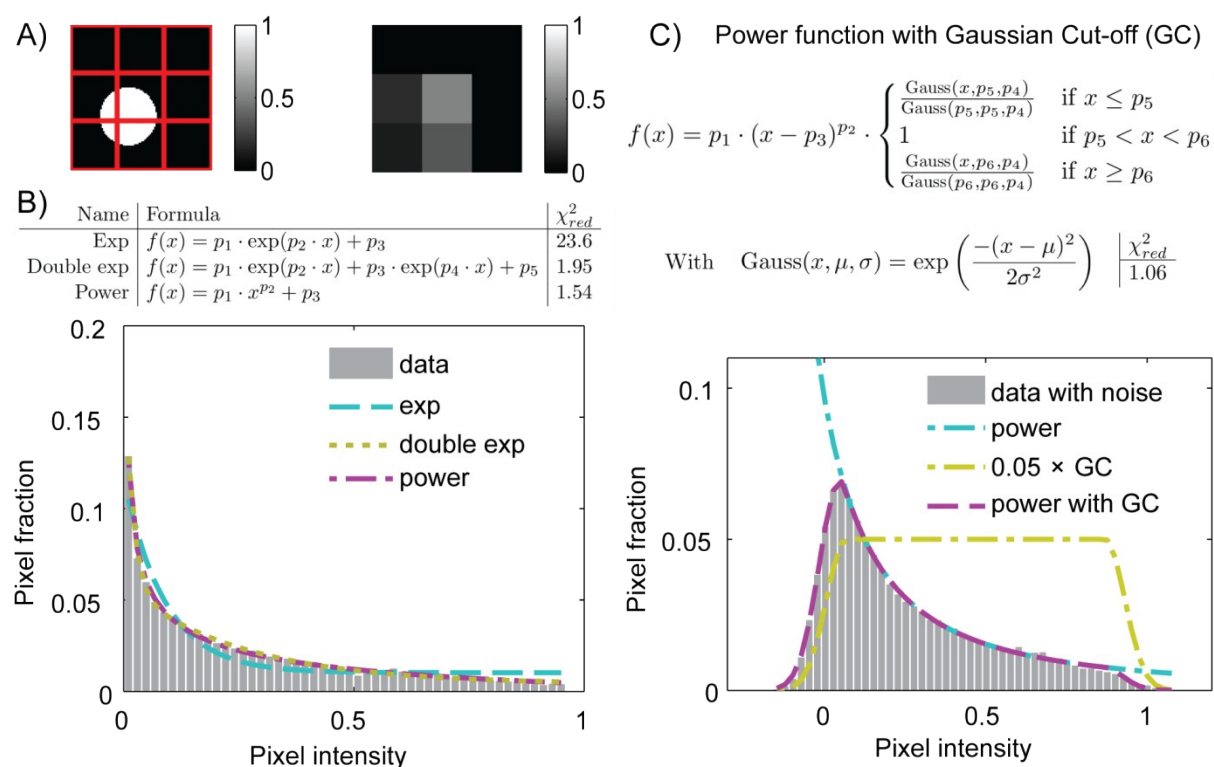 A)
1
0
1
0
B)
Name Formula χ²_red
Exp f(x) = p₁ · exp(p₂ · x) + p₃ 23.6
Double exp f(x) = p₁ · exp(p₂ · x) + p₃ · exp(p₄ · x) + p₅ 1.95
Power f(x) = p₁ · x^p₂ + p₃ 1.54
0.2
0.15
0.1
0.05
0
Pixel fraction
data
exp
double exp
power
0 0.5 1
Pixel intensity
C) Power function with Gaussian Cut-off (GC)
f(x) = p₁ · (x − p₃)^p₂ · {
Gauss(x,p₅,p₄)/Gauss(p₅,p₅,p₄) if x ≤ p₅
1 if p₅ < x < p₆
Gauss(x,p₆,p₄)/Gauss(p₆,p₆,p₄) if x ≥ p₆
With Gauss(x, μ, σ) = exp(−(x − μ)²/2σ²) χ²_red
1.06
0.1
0.05
0
Pixel fraction
data with noise
power
0.05 × GC
power with GC
0 0.5 1
Pixel intensity